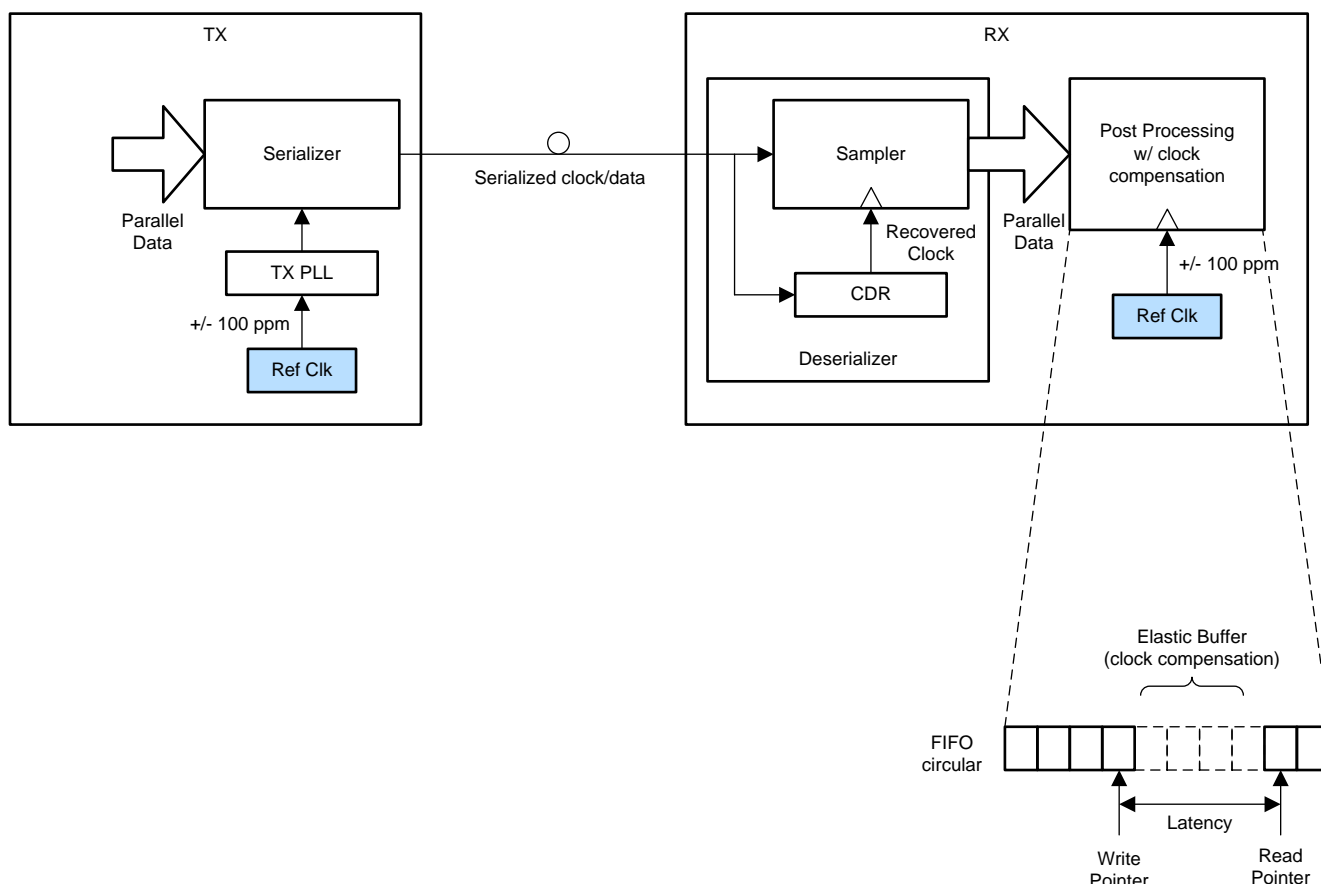 TX
RX
Serializer
Parallel
Data
TX PLL
+/- 100 ppm
Ref Clk
Serialized clock/data
Sampler
Recovered
Clock
CDR
Deserializer
Parallel
Data
Post Processing
w/ clock
compensation
+/- 100 ppm
Ref Clk
Elastic Buffer
(clock compensation)
FIFO
circular
Latency
Write
Pointer
Read
Pointer